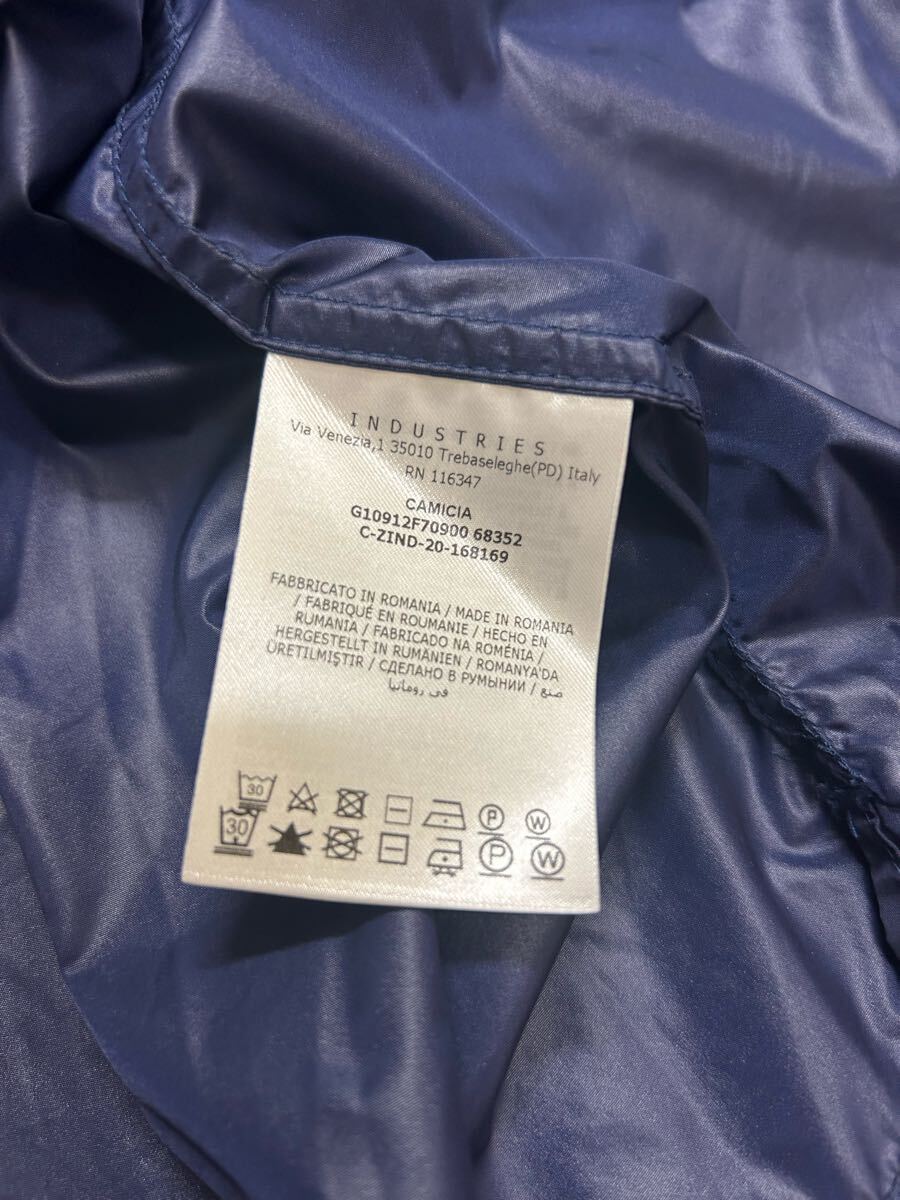 INDUSTRIES
Via Venezia,1 35010 Trebaseleghe(PD) Italy
RN 116347
CAMICIA
G10912F70900 68352
C-ZIND-20-168169
FABBRICATO IN ROMANIA / MADE IN ROMANIA
/ FABRIQUÉ EN ROUMANIE / HECHO EN
RUMANIA / FABRICADO NA ROMÉNIA /
HERGESTELLT IN RUMÄNIEN / ROMANYA'DA
ÜRETILMIŞTIR / СДЕЛАНО В РУМЫНИИ / صنع
في رومانيا
30 P W
30 P W